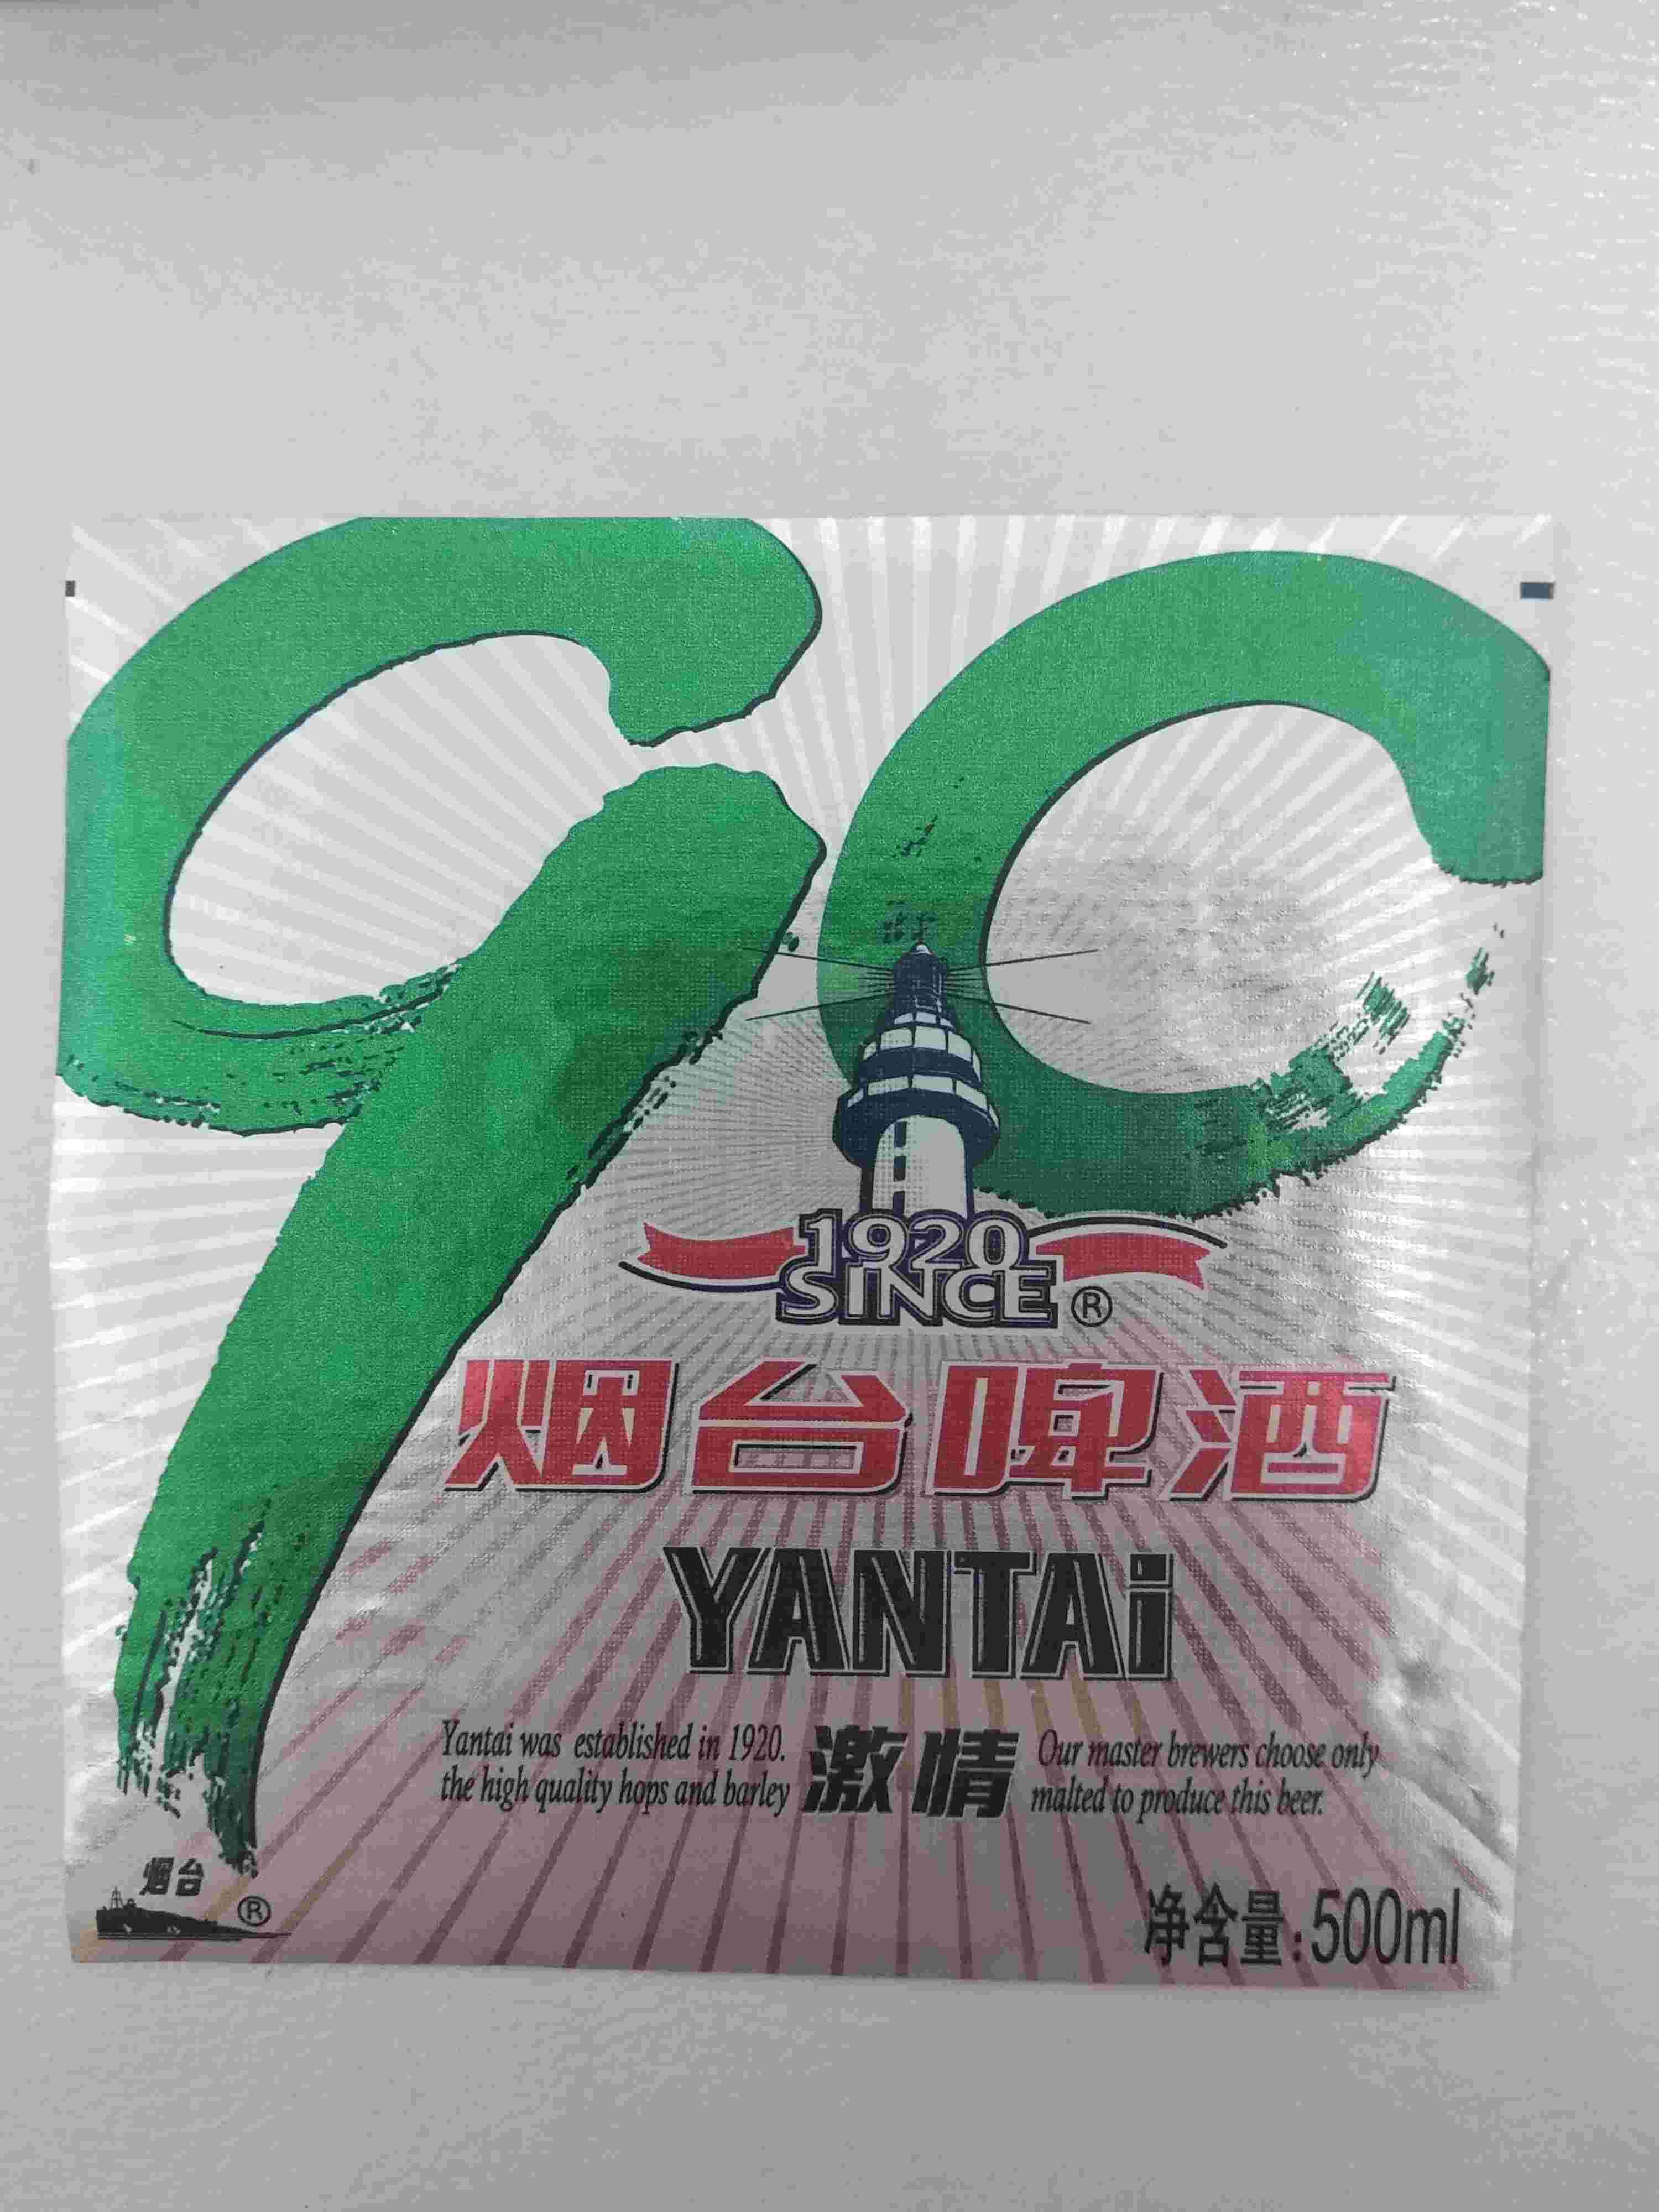 90
1920
SINCE ®
烟台啤酒
YANTAi
Yantai was established in 1920.
the high quality hops and barley
激情
Our master brewers choose only
malted to produce this beer.
烟台
®
净含量:500ml